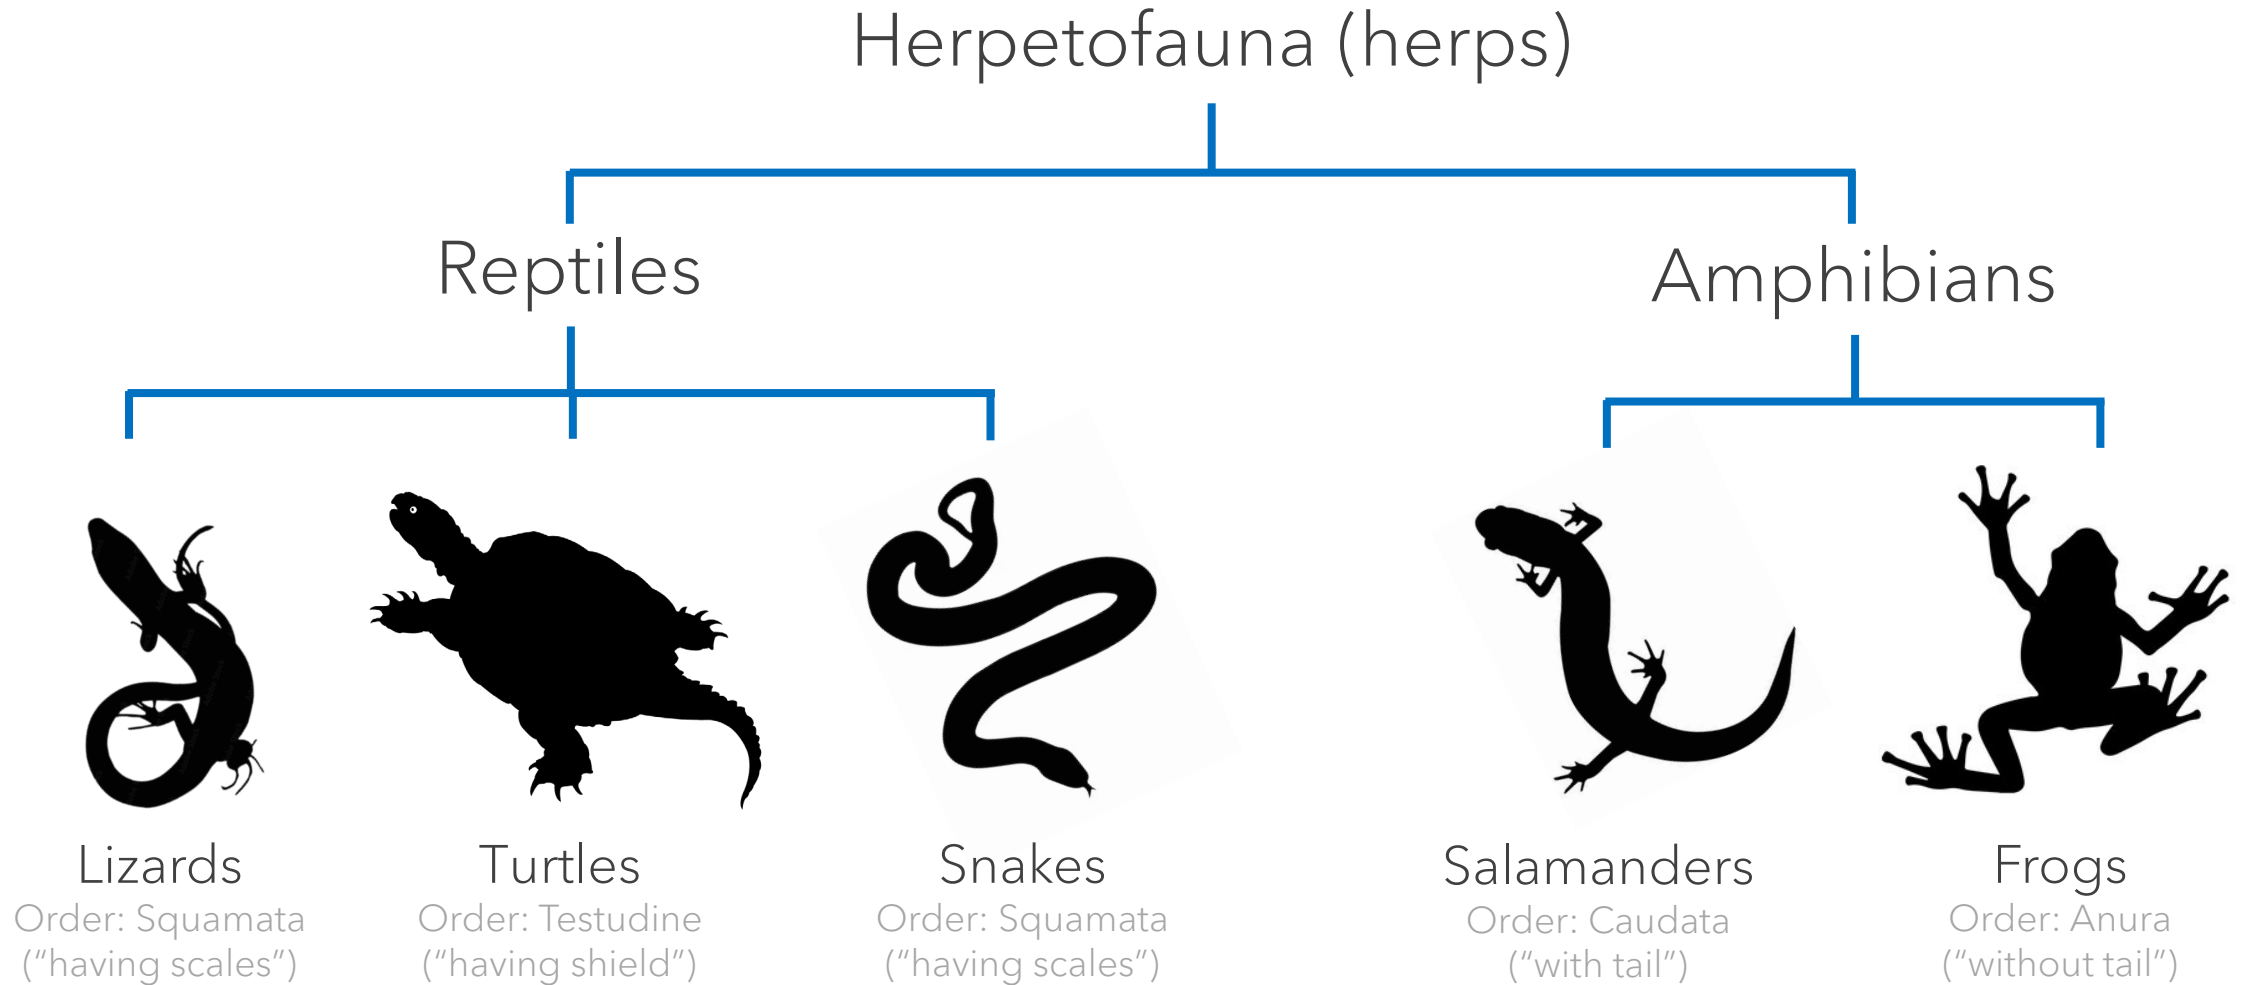 Herpetofauna (herps)
Reptiles
Amphibians
Lizards
Order: Squamata
(“having scales”)
Turtles
Order: Testudine
(“having shield”)
Snakes
Order: Squamata
(“having scales”)
Salamanders
Order: Caudata
(“with tail”)
Frogs
Order: Anura
(“without tail”)